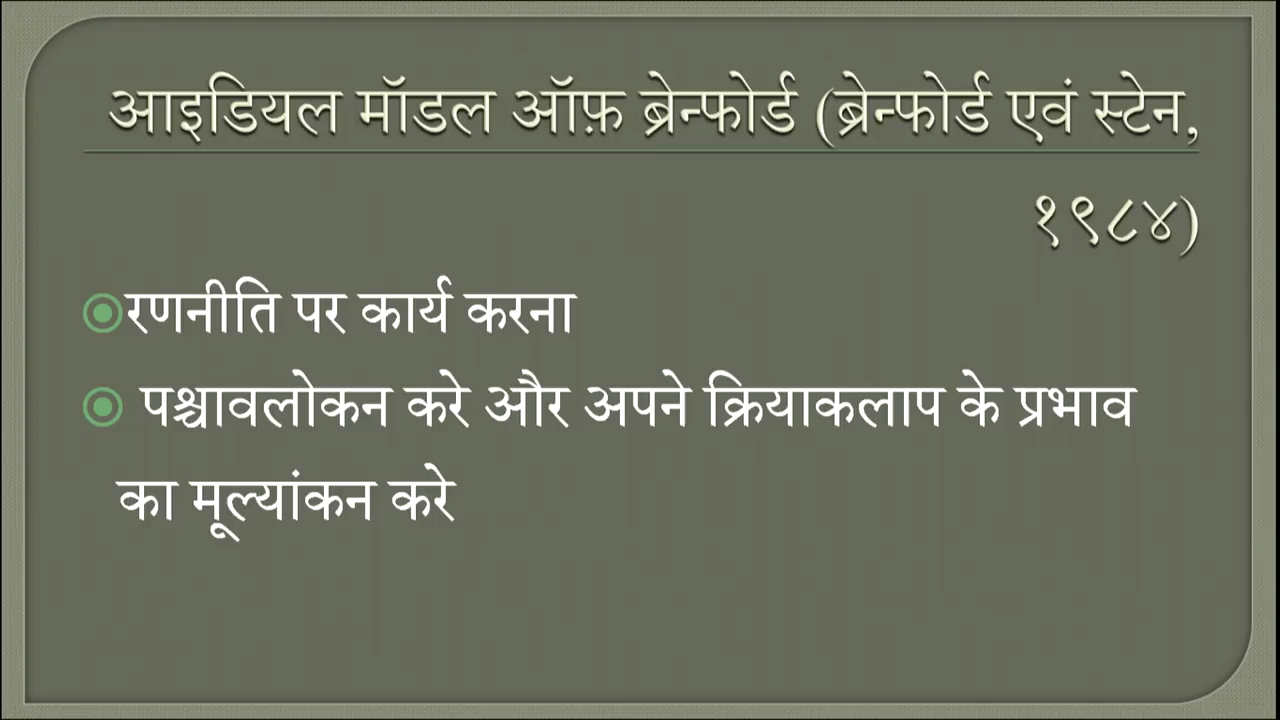 आइडियल मॉडल ऑफ़ ब्रेन्फोर्ड (ब्रेन्फोर्ड एवं स्टेन,
१९८४)
रणनीति पर कार्य करना
पश्चावलोकन करे और अपने क्रियाकलाप के प्रभाव
का मूल्यांकन करे